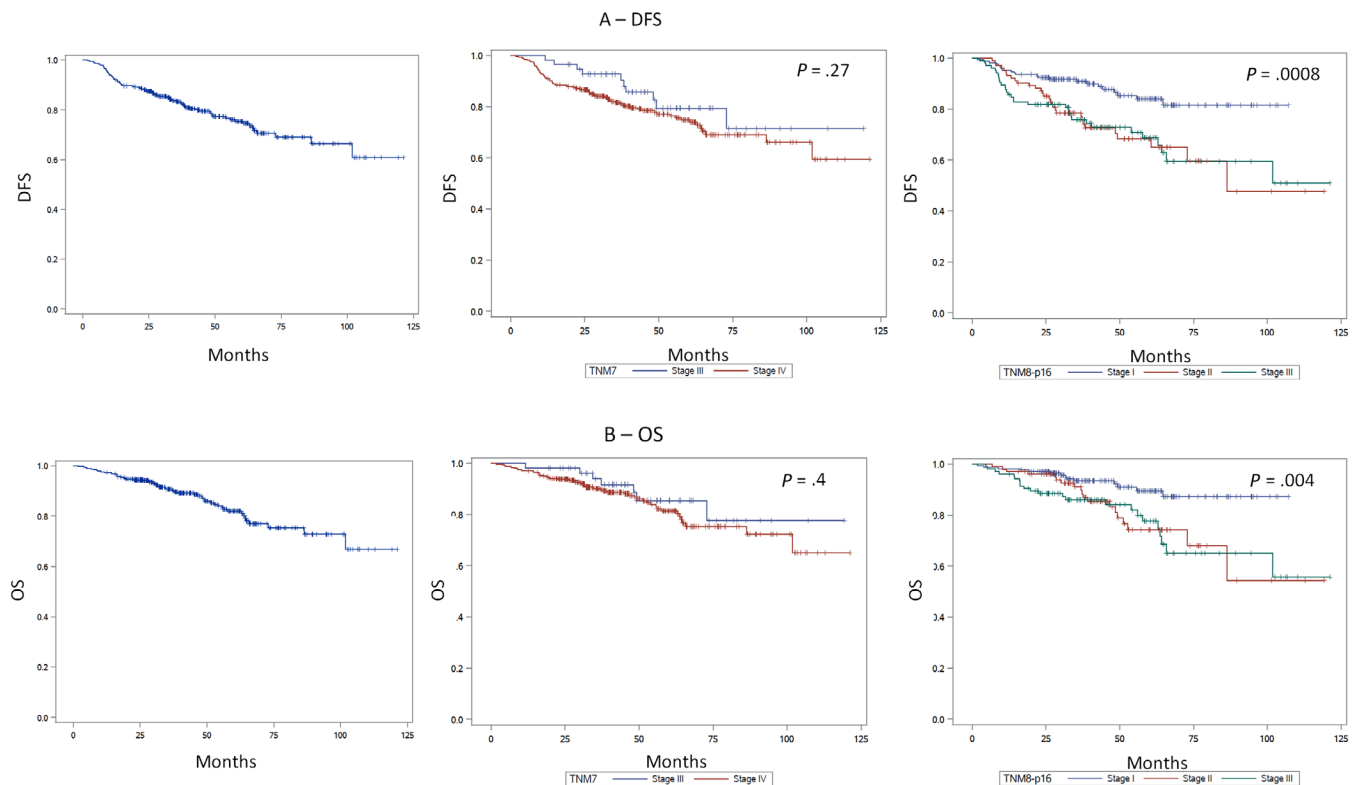 A – DFS
1.0
0.8
0.6
0.4
0.2
0.0
DFS
0 25 50 75 100 125
Months
P = .27
1.0
0.8
0.6
0.4
0.2
0.0
DFS
0 25 50 75 100 125
Months
TNM7 Stage III Stage IV
P = .0008
1.0
0.8
0.6
0.4
0.2
0.0
DFS
0 25 50 75 100 125
Months
TNM8-p16 Stage I Stage II Stage III
B – OS
1.0
0.8
0.6
0.4
0.2
0.0
OS
0 25 50 75 100 125
Months
P = .4
1.0
0.8
.6
).4
0.2
0.0
OS
0 25 50 75 100 125
Months
TNM7 Stage III Stage IV
P = .004
1.0
0.8
0.6
).4
0.2
0.0
OS
0 25 50 75 100 125
Months
TNM8-p16 Stage I Stage II Stage III